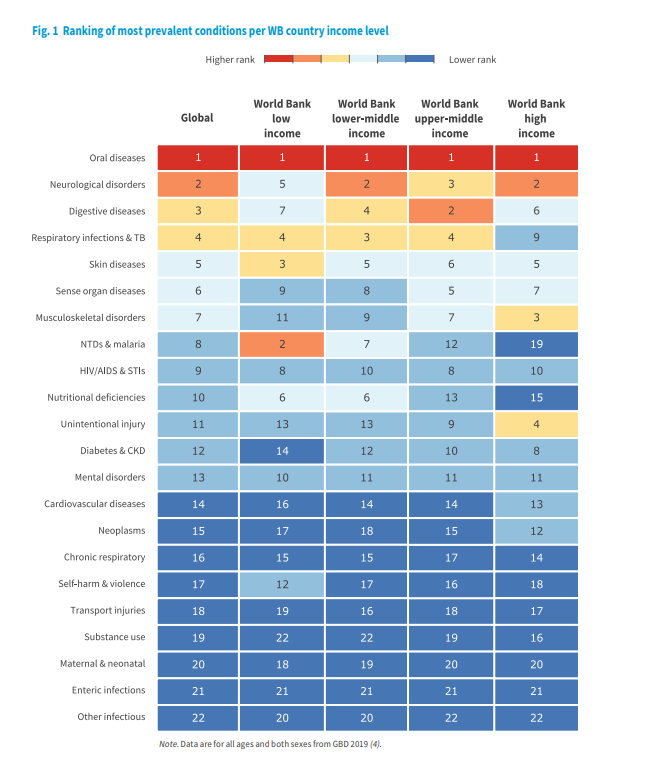 Fig. 1 Ranking of most prevalent conditions per WB country income level
Higher rank Lower rank
Global World Bank low income World Bank lower-middle income World Bank upper-middle income World Bank high income
Oral diseases 1 1 1 1 1
Neurological disorders 2 5 2 3 2
Digestive diseases 3 7 4 2 6
Respiratory infections & TB 4 4 3 4 9
Skin diseases 5 3 5 6 5
Sense organ diseases 6 9 8 5 7
Musculoskeletal disorders 7 11 9 7 3
NTDs & malaria 8 2 7 12 19
HIV/AIDS & STIs 9 8 10 8 10
Nutritional deficiencies 10 6 6 13 15
Unintentional injury 11 13 13 9 4
Diabetes & CKD 12 14 12 10 8
Mental disorders 13 10 11 11 11
Cardiovascular diseases 14 16 14 14 13
Neoplasms 15 17 18 15 12
Chronic respiratory 16 15 15 17 14
Self-harm & violence 17 12 17 16 18
Transport injuries 18 19 16 18 17
Substance use 19 22 22 19 16
Maternal & neonatal 20 18 19 20 20
Enteric infections 21 21 21 21 21
Other infectious 22 20 20 22 22
Note. Data are for all ages and both sexes from GBD 2019 (4).